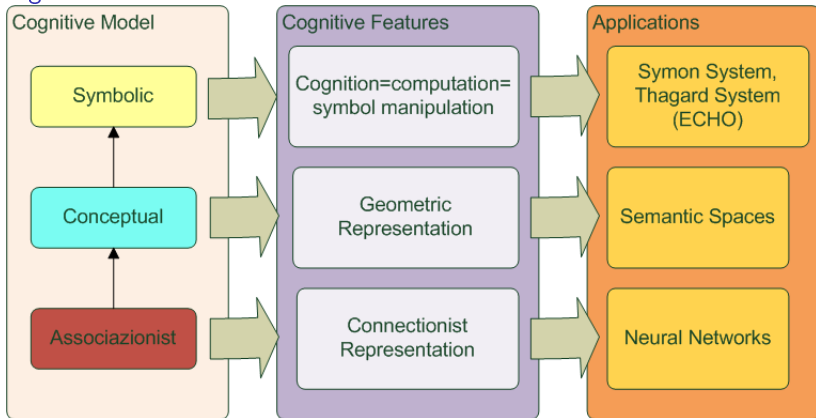 Cognitive Model
Cognitive Features
Applications
Symbolic
Cognition=computation=
symbol manipulation
Symon System,
Thagard System
(ECHO)
Conceptual
Geometric
Representation
Semantic Spaces
Associazionist
Connectionist
Representation
Neural Networks